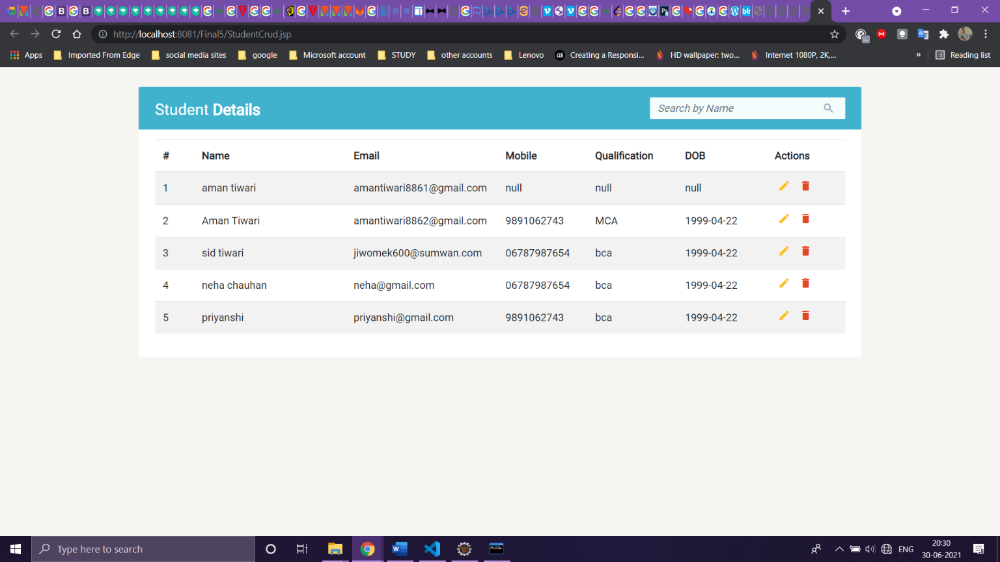 http://localhost:8081/Final5/StudentCrud.jsp
Apps Imported From Edge social media sites google Microsoft account STUDY other accounts Lenovo Creating a Responsi... HD wallpaper: two... Internet 1080P, 2K,... » Reading list
Student Details Search by Name
# Name Email Mobile Qualification DOB Actions
1 aman tiwari amantiwari8861@gmail.com null null null
2 Aman Tiwari amantiwari8862@gmail.com 9891062743 MCA 1999-04-22
3 sid tiwari jiwomek600@sumwan.com 06787987654 bca 1999-04-22
4 neha chauhan neha@gmail.com 06787987654 bca 1999-04-22
5 priyanshi priyanshi@gmail.com 9891062743 bca 1999-04-22
Type here to search ENG 20:30
30-06-2021